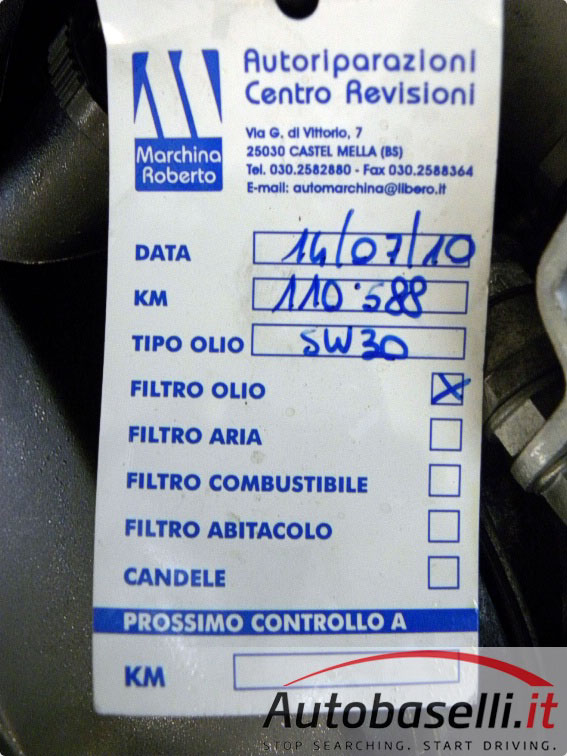 Marchina
Roberto
Autoriparazioni
Centro Revisioni
Via G. di Vittorio, 7
25030 CASTEL MELLA (BS)
Tel. 030.2582880 - Fax 030.2588364
E-mail: automarchina@libero.it
DATA 14/07/10
KM 110.588
TIPO OLIO 5W30
FILTRO OLIO X
FILTRO ARIA
FILTRO COMBUSTIBILE
FILTRO ABITACOLO
CANDELE
PROSSIMO CONTROLLO A
KM
Autobaselli.it
STOP SEARCHING. START DRIVING.